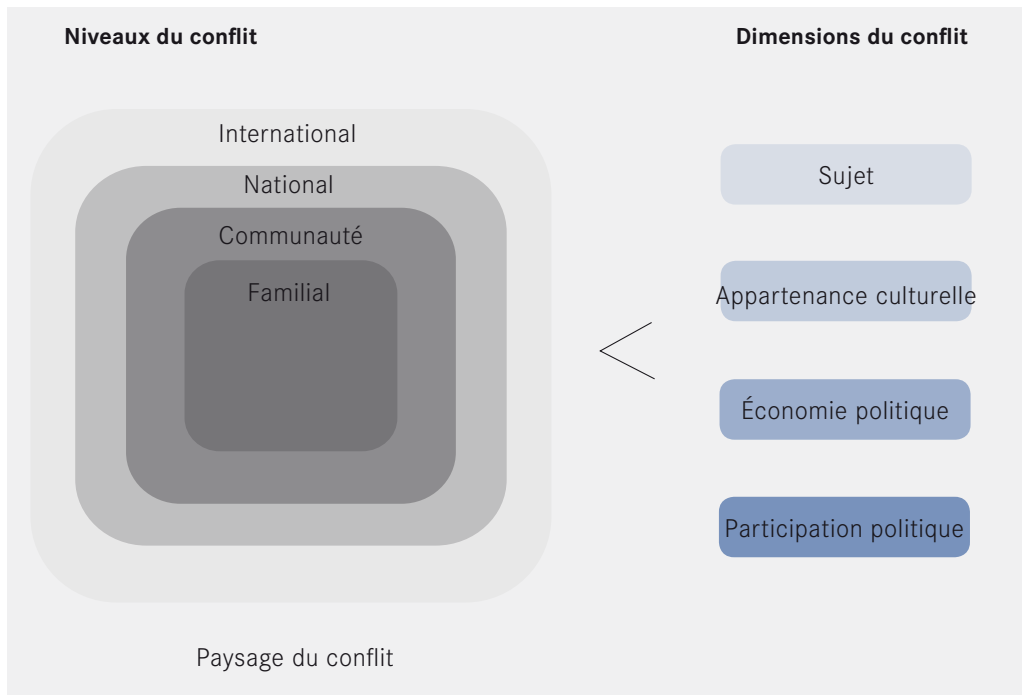 Niveaux du conflit
Dimensions du conflit
International
National
Communauté
Familial
Sujet
Appartenance culturelle
Économie politique
Participation politique
Paysage du conflit